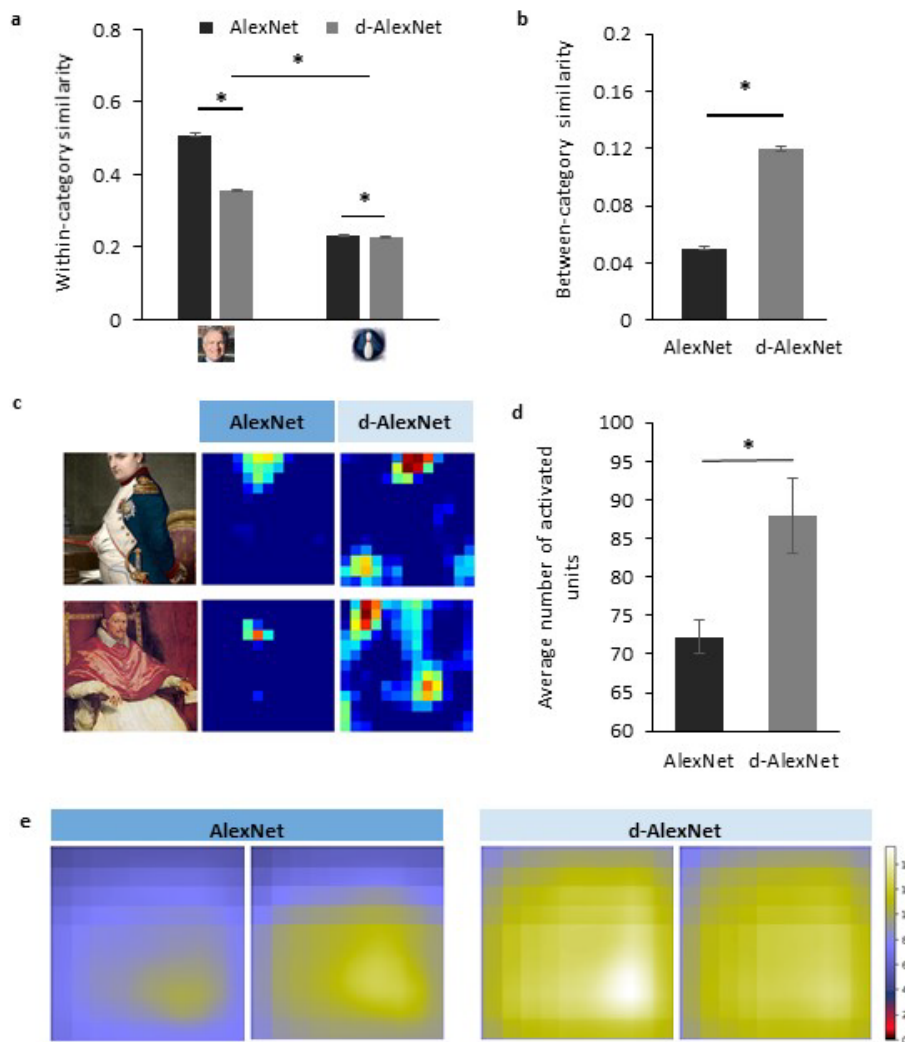 a
AlexNet d-AlexNet
Within-category similarity
0.8
0.6
0.4
0.2
0
*
*
*
b
Between-category similarity
0.2
0.16
0.12
0.08
0.04
0
*
AlexNet d-AlexNet
c
AlexNet d-AlexNet
d
Average number of activated
units
100
95
90
85
80
75
70
65
60
*
AlexNet d-AlexNet
e
AlexNet d-AlexNet